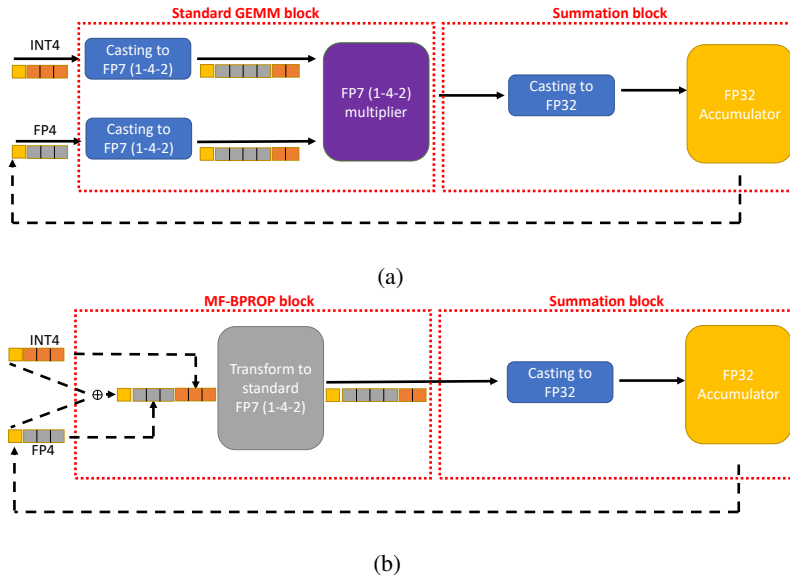 Standard GEMM block
Summation block
INT4
Casting to
FP7 (1-4-2)
FP4
Casting to
FP7 (1-4-2)
FP7 (1-4-2)
multiplier
Casting to
FP32
FP32
Accumulator
(a)
MF-BPROP block
Summation block
INT4
⊕
FP4
Transform to
standard
FP7 (1-4-2)
Casting to
FP32
FP32
Accumulator
(b)